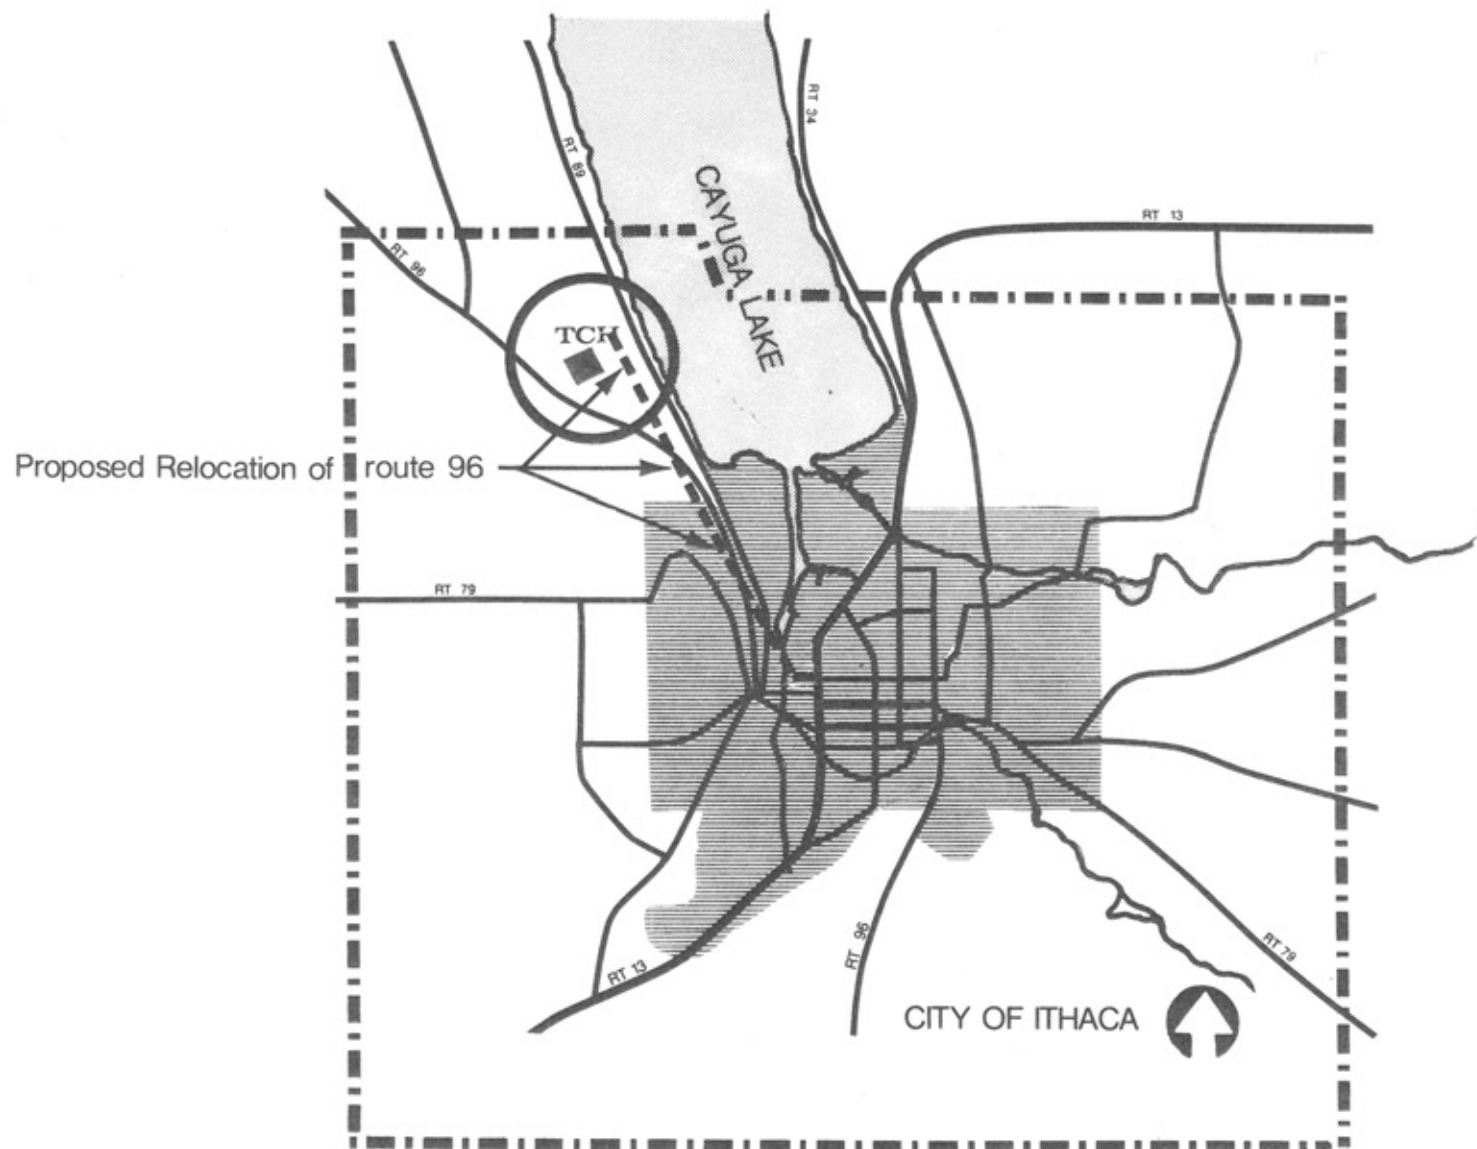 RT 89
RT 34
CAYUGA LAKE
RT 13
RT 96
TCH
Proposed Relocation of route 96
RT 79
RT 13
RT 96
RT 79
CITY OF ITHACA